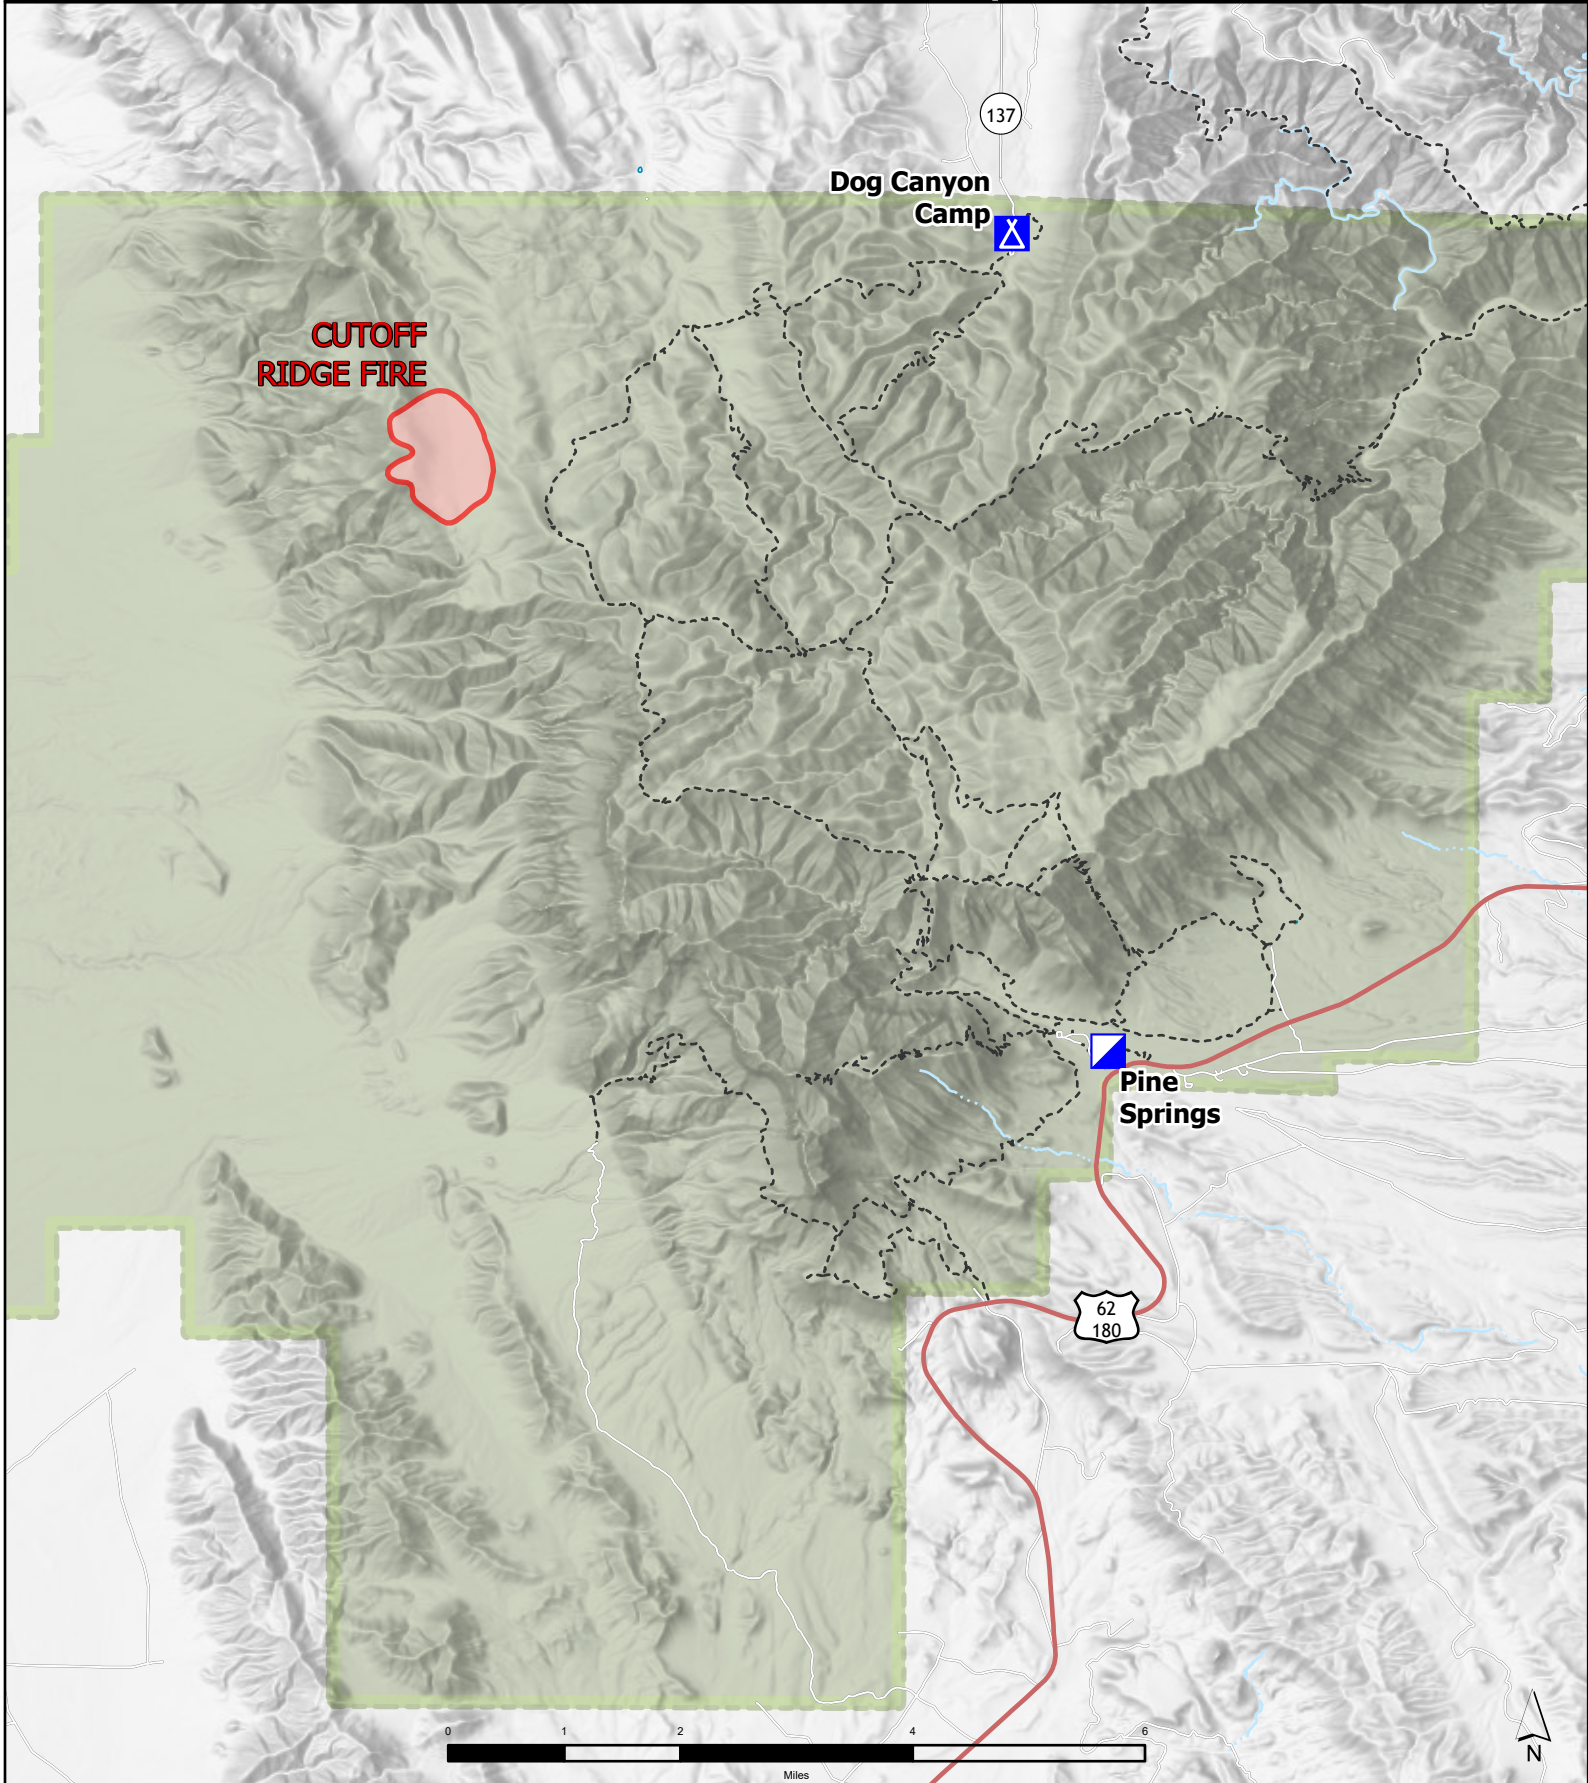 137
Dog Canyon
Camp
CUTOFF
RIDGE FIRE
Pine
Springs
62
180
0 1 2 4 6
Miles
N